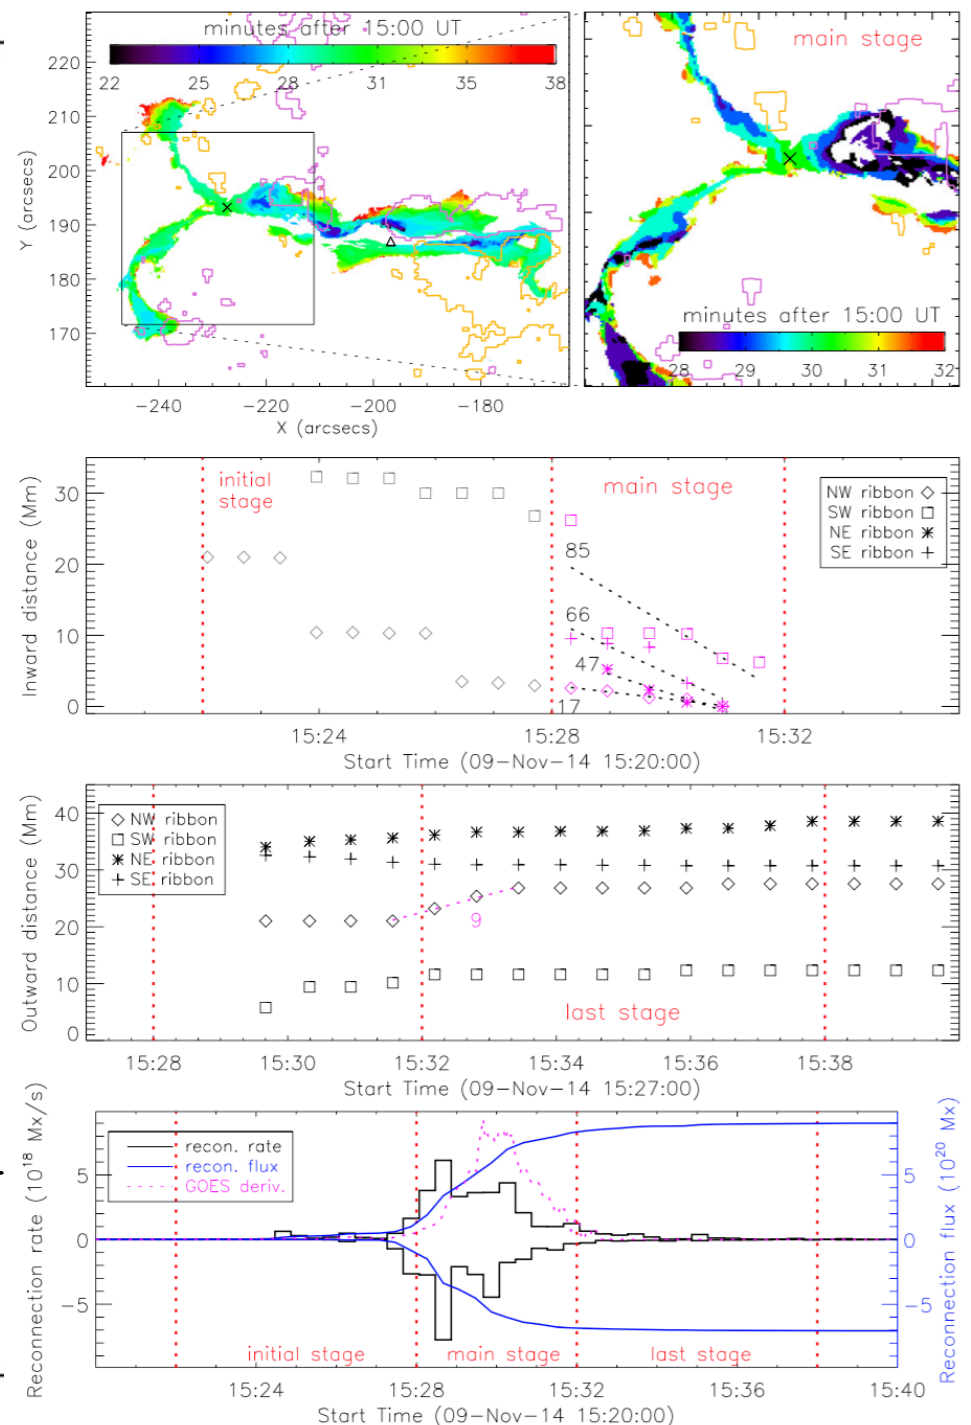 minutes after 15:00 UT
22 25 28 31 35 38
220
210
200
190
180
170
Y (arcsecs)
−240 −220 −200 −180
X (arcsecs)
main stage
minutes after 15:00 UT
28 29 30 31 32
Inward distance (Mm)
30
20
10
0
initial
stage
main stage
NW ribbon
SW ribbon
NE ribbon
SE ribbon
85
66
47
17
15:24 15:28 15:32
Start Time (09−Nov−14 15:20:00)
Outward distance (Mm)
40
30
20
10
0
NW ribbon
SW ribbon
NE ribbon
SE ribbon
9
last stage
15:28 15:30 15:32 15:34 15:36 15:38
Start Time (09−Nov−14 15:27:00)
Reconnection rate (10^18 Mx/s)
5
0
−5
recon. rate
recon. flux
GOES deriv.
initial stage main stage last stage
5
0
−5
Reconnection flux (10^20 Mx)
15:24 15:28 15:32 15:36 15:40
Start Time (09−Nov−14 15:20:00)